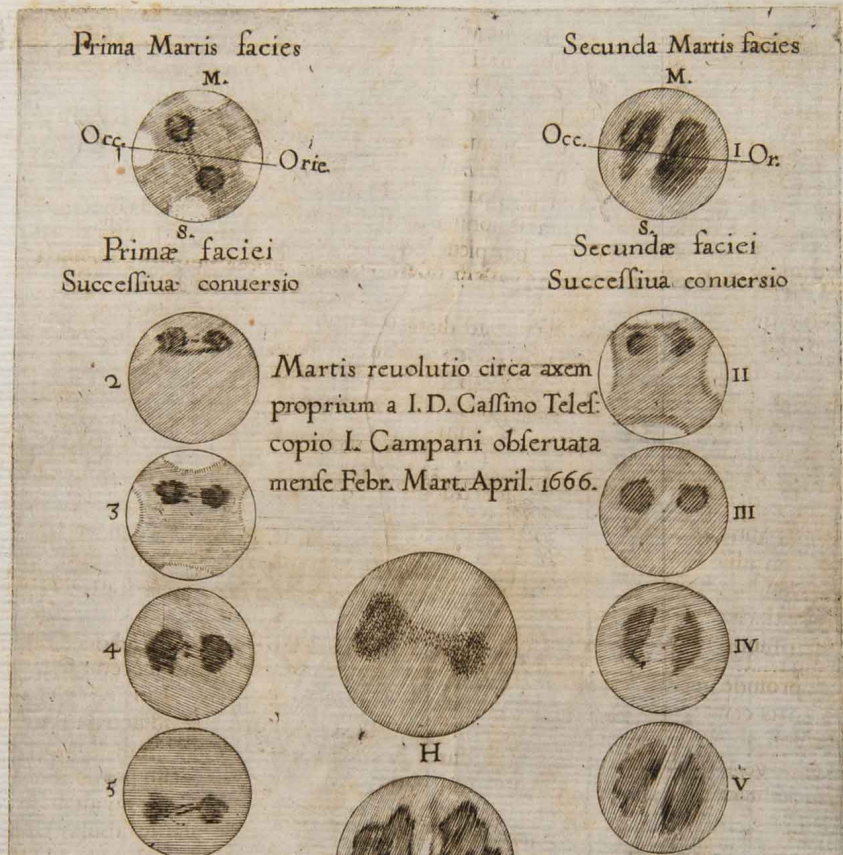 Prima Martis facies
M.
Occ.
1
Orie.
S.
Primæ faciei
Succeſſiua conuersio
2
3
4
5
Martis reuolutio circa axem
proprium a I. D. Caſſino Teleſ:
copio I. Campani obſeruata
menſe Febr. Mart. April. 1666.
H
Secunda Martis facies
M.
Occ.
I Or.
S.
Secundæ faciei
Succeſſiua conuersio
II
III
IV
V